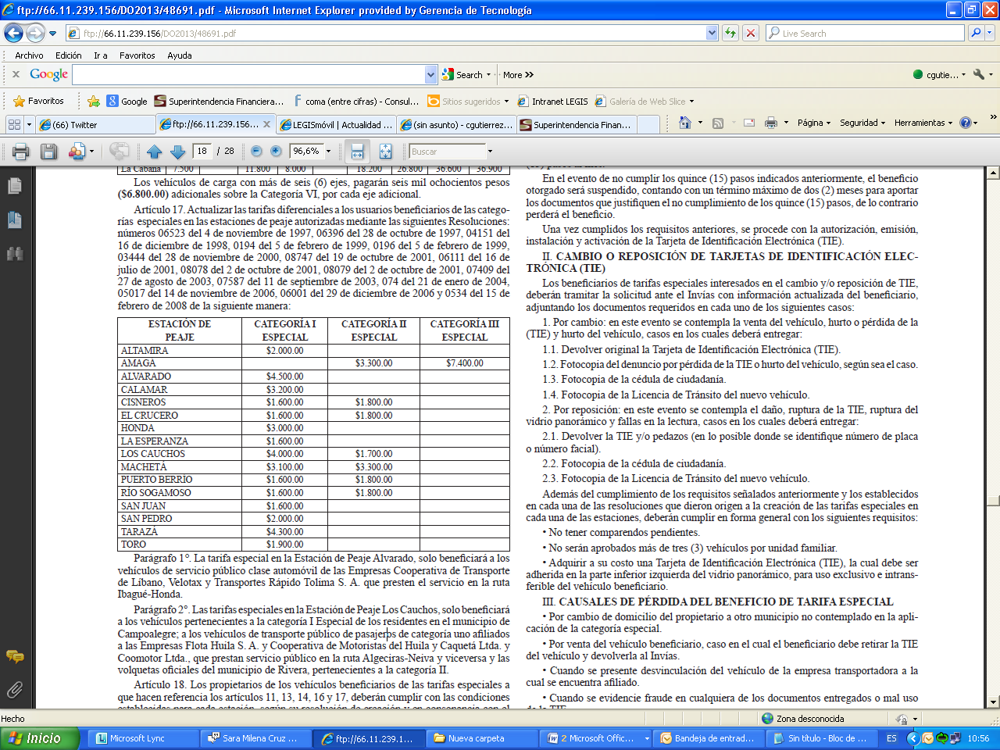 ftp://66.11.239.156/DO2013/48691.pdf - Microsoft Internet Explorer provided by Gerencia de Tecnología
ftp://66.11.239.156/DO2013/48691.pdf
Live Search
Archivo Edición Ir a Favoritos Ayuda
x Google Search More >> cgutie...
Favoritos Google Superintendencia Financiera... coma (entre cifras) - Consul... Sitios sugeridos Intranet LEGIS Galería de Web Slice
(66) Twitter ftp://66.11.239.156... x LEGISmóvil | Actualidad ... (sin asunto) - cgutierrez... Superintendencia Finan... Página Seguridad Herramientas
18 / 28 96,6% Buscar
La Cabaña 7.500 11.800 8.000 18.200 26.800 36.600 36.900
Los vehículos de carga con más de seis (6) ejes, pagarán seis mil ochocientos pesos
($6.800.00) adicionales sobre la Categoría VI, por cada eje adicional.
Artículo 17. Actualizar las tarifas diferenciales a los usuarios beneficiarios de las catego-
rías especiales en las estaciones de peaje autorizadas mediante las siguientes Resoluciones:
números 06523 del 4 de noviembre de 1997, 06396 del 28 de octubre de 1997, 04151 del
16 de diciembre de 1998, 0194 del 5 de febrero de 1999, 0196 del 5 de febrero de 1999,
03444 del 28 de noviembre de 2000, 08747 del 19 de octubre de 2001, 06111 del 16 de
julio de 2001, 08078 del 2 de octubre de 2001, 08079 del 2 de octubre de 2001, 07409 del
27 de agosto de 2003, 07587 del 11 de septiembre de 2003, 074 del 21 de enero de 2004,
05017 del 14 de noviembre de 2006, 06001 del 29 de diciembre de 2006 y 0534 del 15 de
febrero de 2008 de la siguiente manera:
ESTACIÓN DE CATEGORÍA I CATEGORÍA II CATEGORÍA III
PEAJE ESPECIAL ESPECIAL ESPECIAL
ALTAMIRA $2.000.00
AMAGÁ $3.300.00 $7.400.00
ALVARADO $4.500.00
CALAMAR $3.200.00
CISNEROS $1.600.00 $1.800.00
EL CRUCERO $1.600.00 $1.800.00
HONDA $3.000.00
LA ESPERANZA $1.600.00
LOS CAUCHOS $4.000.00 $1.700.00
MACHETÁ $3.100.00 $3.300.00
PUERTO BERRÍO $1.600.00 $1.800.00
RÍO SOGAMOSO $1.600.00 $1.800.00
SAN JUAN $1.600.00
SAN PEDRO $2.000.00
TARAZÁ $4.300.00
TORO $1.900.00
Parágrafo 1°. La tarifa especial en la Estación de Peaje Alvarado, solo beneficiará a los
vehículos de servicio público clase automóvil de las Empresas Cooperativa de Transporte
de Líbano, Velotax y Transportes Rápido Tolima S. A. que presten el servicio en la ruta
Ibagué-Honda.
Parágrafo 2°. Las tarifas especiales en la Estación de Peaje Los Cauchos, solo beneficiará
a los vehículos pertenecientes a la categoría I Especial de los residentes en el municipio de
Campoalegre; a los vehículos de transporte público de pasajeros de categoría uno afiliados
a las Empresas Flota Huila S. A. y Cooperativa de Motoristas del Huila y Caquetá Ltda. y
Coomotor Ltda., que prestan servicio público en la ruta Algeciras-Neiva y viceversa y las
volquetas oficiales del municipio de Rivera, pertenecientes a la categoría II.
Artículo 18. Los propietarios de los vehículos beneficiarios de las tarifas especiales a
que hacen referencia los artículos 11, 13, 14, 16 y 17, deberán cumplir con las condiciones
establecidas para cada estación, según su resolución de creación y en consonancia con el
En el evento de no cumplir los quince (15) pasos indicados anteriormente, el beneficio
otorgado será suspendido, contando con un término máximo de dos (2) meses para aportar
los documentos que justifiquen el no cumplimiento de los quince (15) pasos, de lo contrario
perderá el beneficio.
Una vez cumplidos los requisitos anteriores, se procede con la autorización, emisión,
instalación y activación de la Tarjeta de Identificación Electrónica (TIE).
II. CAMBIO O REPOSICIÓN DE TARJETAS DE IDENTIFICACIÓN ELEC-
TRÓNICA (TIE)
Los beneficiarios de tarifas especiales interesados en el cambio y/o reposición de TIE,
deberán tramitar la solicitud ante el Invías con información actualizada del beneficiario,
adjuntando los documentos requeridos en cada uno de los siguientes casos:
1. Por cambio: en este evento se contempla la venta del vehículo, hurto o pérdida de la
(TIE) y hurto del vehículo, casos en los cuales deberá entregar:
1.1. Devolver original la Tarjeta de Identificación Electrónica (TIE).
1.2. Fotocopia del denuncio por pérdida de la TIE o hurto del vehículo, según sea el caso.
1.3. Fotocopia de la cédula de ciudadanía.
1.4. Fotocopia de la Licencia de Tránsito del nuevo vehículo.
2. Por reposición: en este evento se contempla el daño, ruptura de la TIE, ruptura del
vidrio panorámico y fallas en la lectura, casos en los cuales deberá entregar:
2.1. Devolver la TIE y/o pedazos (en lo posible donde se identifique número de placa
o número facial).
2.2. Fotocopia de la cédula de ciudadanía.
2.3. Fotocopia de la Licencia de Tránsito del nuevo vehículo.
Además del cumplimiento de los requisitos señalados anteriormente y los establecidos
en cada una de las resoluciones que dieron origen a la creación de las tarifas especiales en
cada una de las estaciones, deberán cumplir en forma general con los siguientes requisitos:
• No tener comparendos pendientes.
• No serán aprobados más de tres (3) vehículos por unidad familiar.
• Adquirir a su costo una Tarjeta de Identificación Electrónica (TIE), la cual debe ser
adherida en la parte inferior izquierda del vidrio panorámico, para uso exclusivo e intrans-
ferible del vehículo beneficiario.
III. CAUSALES DE PÉRDIDA DEL BENEFICIO DE TARIFA ESPECIAL
• Por cambio de domicilio del propietario a otro municipio no contemplado en la apli-
cación de la categoría especial.
• Por venta del vehículo beneficiario, caso en el cual el beneficiario debe retirar la TIE
del vehículo y devolverla al Invías.
• Cuando se presente desvinculación del vehículo de la empresa transportadora a la
cual se encuentra afiliado.
• Cuando se evidencie fraude en cualquiera de los documentos entregados o mal uso
de la TIE.
Hecho Zona desconocida
Inicio Microsoft Lync Sara Milena Cruz ... ftp://66.11.239.1... Nueva carpeta 2 Microsoft Offic... Bandeja de entrad... Sin título - Bloc de ... ES 10:56